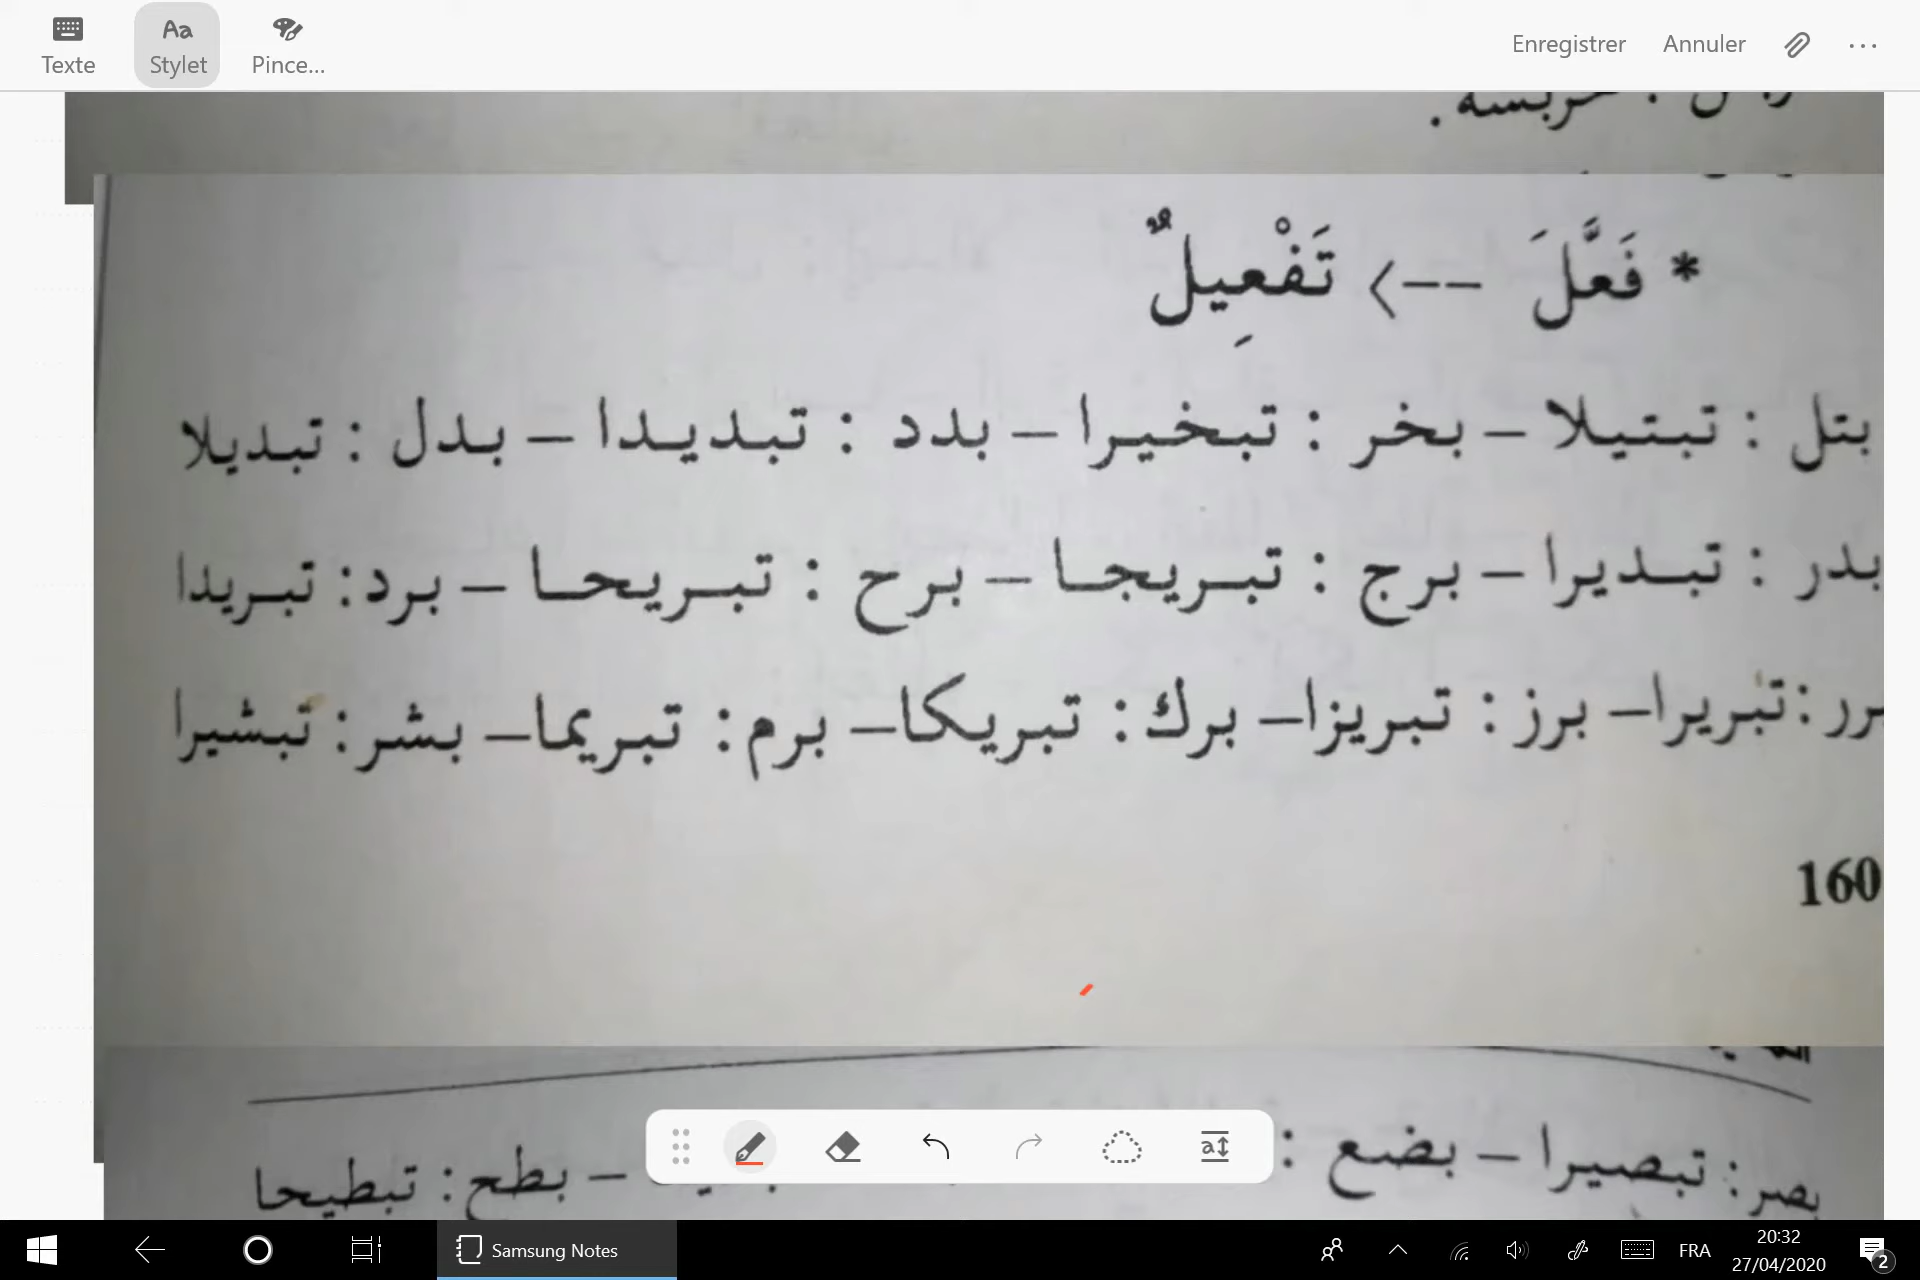 Texte
Stylet
Pince...
Enregistrer Annuler
* فَعَّلَ --> تَفْعِيلٌ
بتل : تبتيلا – بخر : تبخيرا – بدد : تبديدا – بدل : تبديلا
بدر : تبديرا – برج : تبريجا – برح : تبريحا – برد: تبريدا
رر: تبريرا– برز : تبريزا– برك: تبريكا– برم: تبريما– بشر: تبشيرا
160
بصر: تبصيرا – بضع : – بطح: تبطيحا
Samsung Notes
FRA
20:32
27/04/2020
2